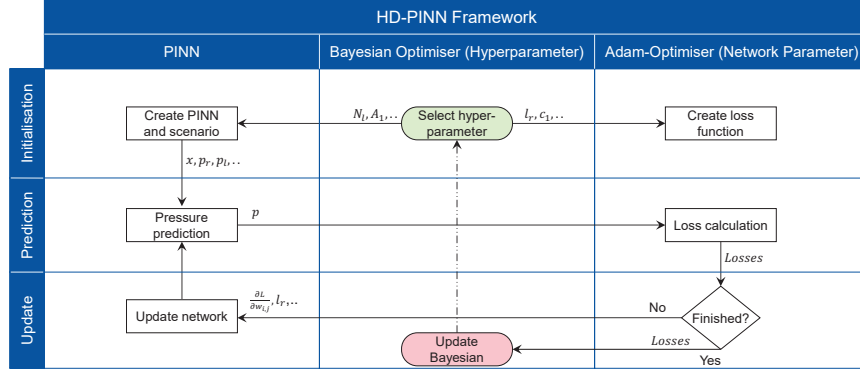 HD-PINN Framework
PINN
Bayesian Optimiser (Hyperparameter)
Adam-Optimiser (Network Parameter)
Initialisation
Create PINN
and scenario
N_l, A_1, ..
Select hyper-
parameter
l_r, c_1, ..
Create loss
function
x, p_r, p_l, ..
Prediction
Pressure
prediction
p
Loss calculation
Losses
Update
Update network
∂L/∂w_{i,j}, l_r, ..
No
Finished?
Update
Bayesian
Losses
Yes